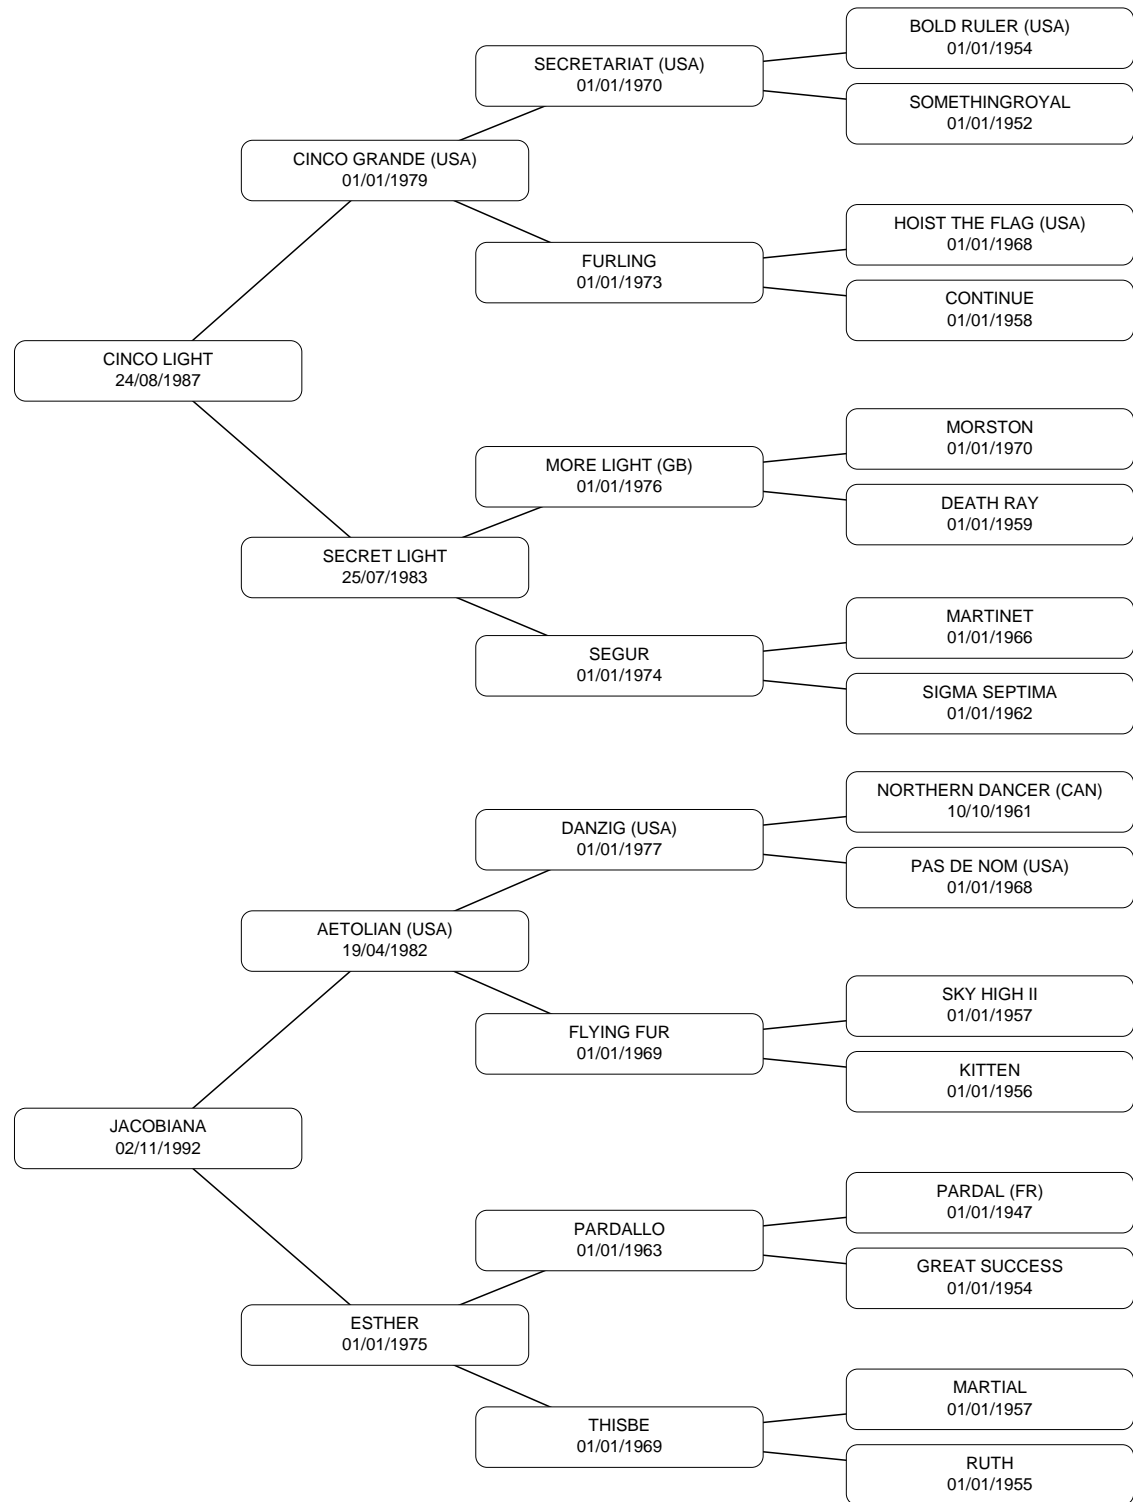 BOLD RULER (USA)
01/01/1954
SECRETARIAT (USA)
01/01/1970
SOMETHINGROYAL
01/01/1952
CINCO GRANDE (USA)
01/01/1979
HOIST THE FLAG (USA)
01/01/1968
FURLING
01/01/1973
CONTINUE
01/01/1958
CINCO LIGHT
24/08/1987
MORSTON
01/01/1970
MORE LIGHT (GB)
01/01/1976
DEATH RAY
01/01/1959
SECRET LIGHT
25/07/1983
MARTINET
01/01/1966
SEGUR
01/01/1974
SIGMA SEPTIMA
01/01/1962
NORTHERN DANCER (CAN)
10/10/1961
DANZIG (USA)
01/01/1977
PAS DE NOM (USA)
01/01/1968
AETOLIAN (USA)
19/04/1982
SKY HIGH II
01/01/1957
FLYING FUR
01/01/1969
KITTEN
01/01/1956
JACOBIANA
02/11/1992
PARDAL (FR)
01/01/1947
PARDALLO
01/01/1963
GREAT SUCCESS
01/01/1954
ESTHER
01/01/1975
MARTIAL
01/01/1957
THISBE
01/01/1969
RUTH
01/01/1955